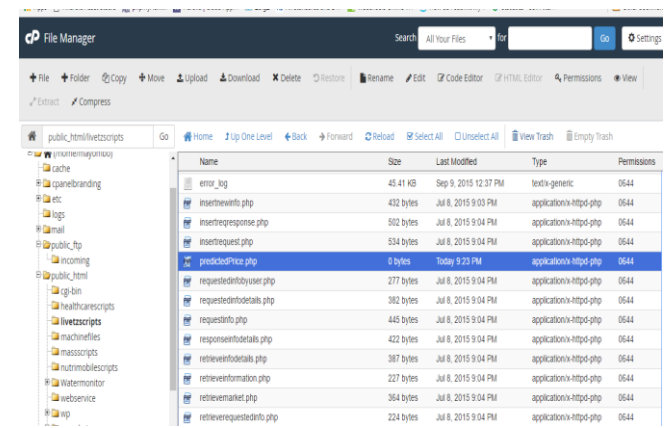 File Manager
Search All Your Files for Go Settings
File Folder Copy Move Upload Download Delete Restore Rename Edit Code Editor HTML Editor Permissions View
Extract Compress
public_html/livetzscripts Go Home Up One Level Back Forward Reload Select All Unselect All View Trash Empty Trash
Name Size Last Modified Type Permissions
cache
error_log 45.41 KB Sep 9, 2015 12:37 PM text/x-generic 0644
cpanelbranding
etc
insertnewinfo.php 432 bytes Jul 8, 2015 9:03 PM application/x-httpd-php 0644
logs
insertreqresponse.php 502 bytes Jul 8, 2015 9:04 PM application/x-httpd-php 0644
mail
insertrequest.php 534 bytes Jul 8, 2015 9:04 PM application/x-httpd-php 0644
public_ftp
incoming
predictedPrice.php 0 bytes Today 9:23 PM application/x-httpd-php 0644
public_html
requestedinfobyuser.php 277 bytes Jul 8, 2015 9:04 PM application/x-httpd-php 0644
cgi-bin
requestedinfodetails.php 382 bytes Jul 8, 2015 9:04 PM application/x-httpd-php 0644
healthcarescripts
livetzscripts
requestinfo.php 445 bytes Jul 8, 2015 9:04 PM application/x-httpd-php 0644
machinefiles
responseinfodetails.php 422 bytes Jul 8, 2015 9:04 PM application/x-httpd-php 0644
massscripts
retrieveinfodetails.php 387 bytes Jul 8, 2015 9:04 PM application/x-httpd-php 0644
nutrimobilescripts
Watermonitor
retrieveinformation.php 227 bytes Jul 8, 2015 9:04 PM application/x-httpd-php 0644
webservice
retrievemarket.php 364 bytes Jul 8, 2015 9:04 PM application/x-httpd-php 0644
wp
retrieverequestedinfo.php 224 bytes Jul 8, 2015 9:04 PM application/x-httpd-php 0644